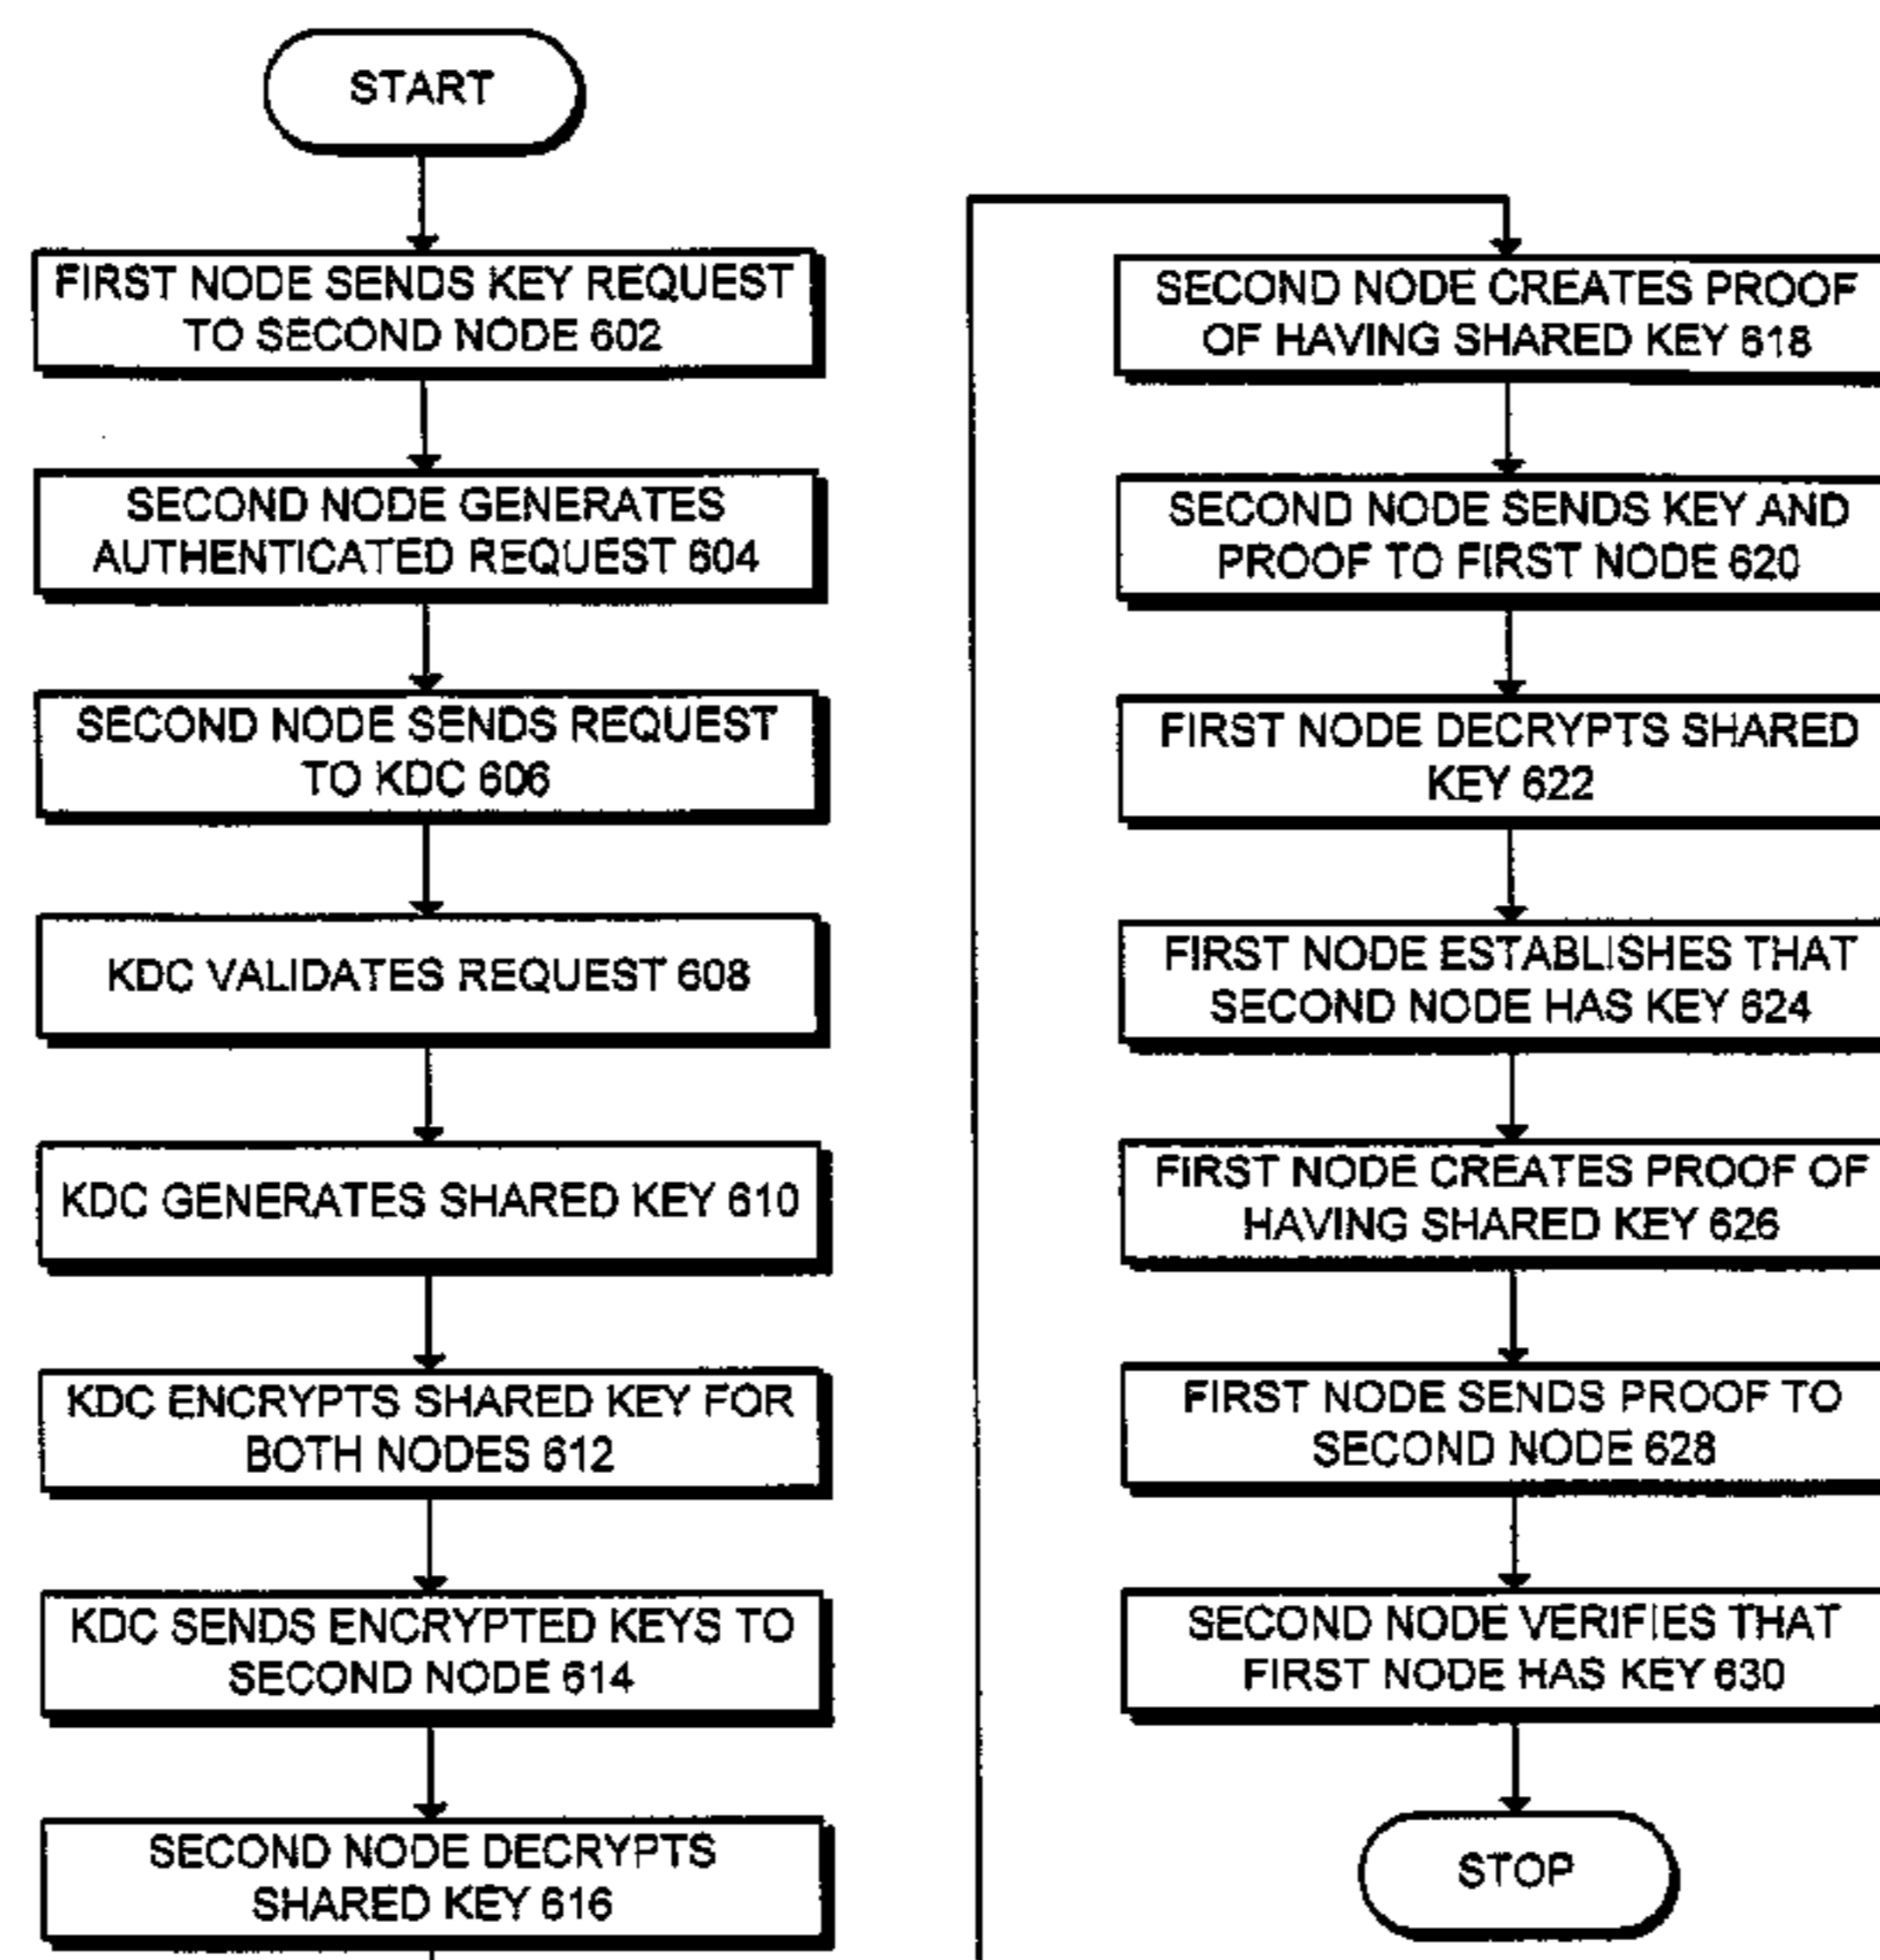 START
FIRST NODE SENDS KEY REQUEST
TO SECOND NODE 602
SECOND NODE GENERATES
AUTHENTICATED REQUEST 604
SECOND NODE SENDS REQUEST
TO KDC 606
KDC VALIDATES REQUEST 608
KDC GENERATES SHARED KEY 610
KDC ENCRYPTS SHARED KEY FOR
BOTH NODES 612
KDC SENDS ENCRYPTED KEYS TO
SECOND NODE 614
SECOND NODE DECRYPTS
SHARED KEY 616
SECOND NODE CREATES PROOF
OF HAVING SHARED KEY 618
SECOND NODE SENDS KEY AND
PROOF TO FIRST NODE 620
FIRST NODE DECRYPTS SHARED
KEY 622
FIRST NODE ESTABLISHES THAT
SECOND NODE HAS KEY 624
FIRST NODE CREATES PROOF OF
HAVING SHARED KEY 626
FIRST NODE SENDS PROOF TO
SECOND NODE 628
SECOND NODE VERIFIES THAT
FIRST NODE HAS KEY 630
STOP